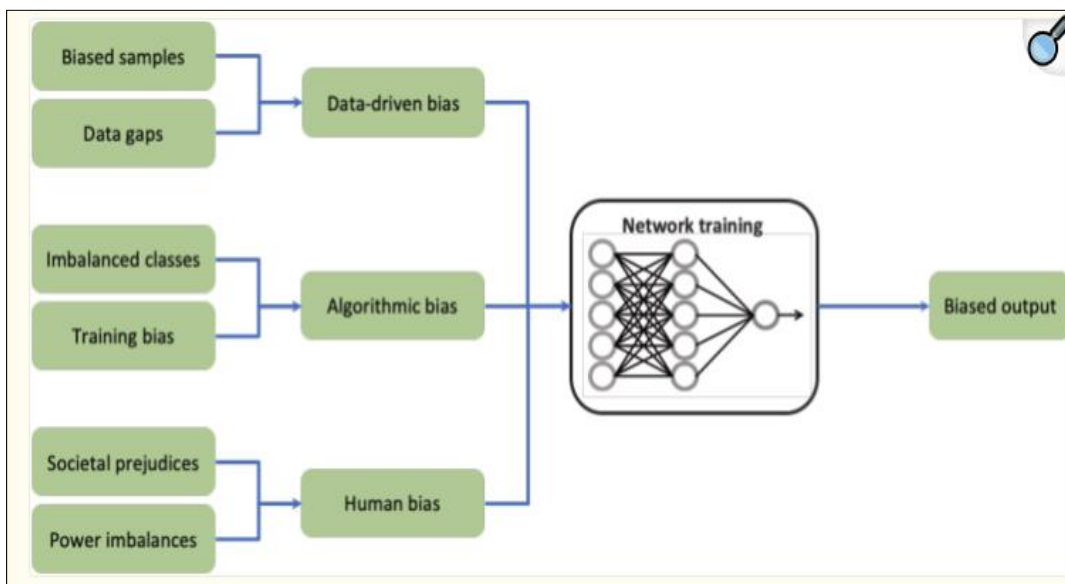 Biased samples
Data gaps
Data-driven bias
Imbalanced classes
Training bias
Algorithmic bias
Societal prejudices
Power imbalances
Human bias
Network training
Biased output